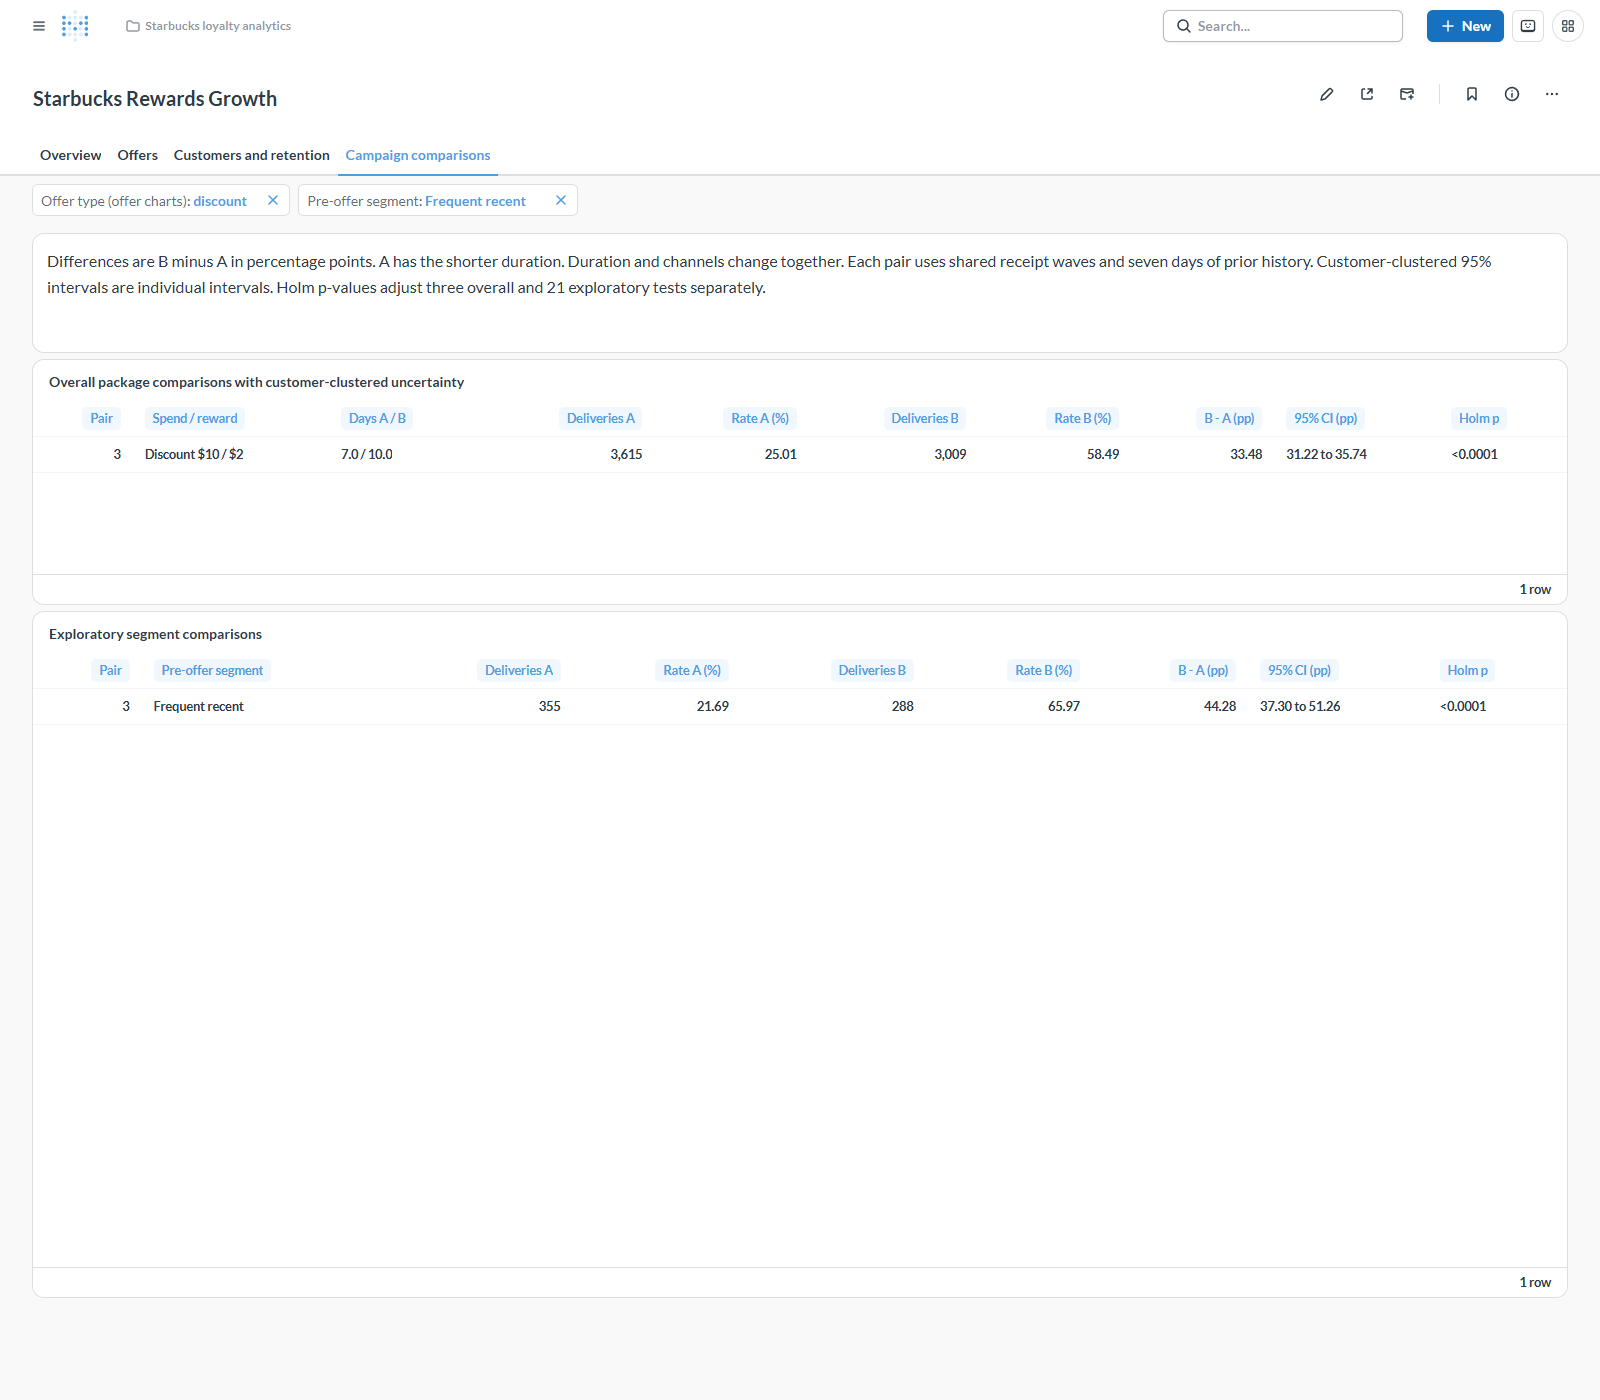 Starbucks loyalty analytics
Search...
New
Starbucks Rewards Growth
Overview Offers Customers and retention Campaign comparisons
Offer type (offer charts): discount Pre-offer segment: Frequent recent
Differences are B minus A in percentage points. A has the shorter duration. Duration and channels change together. Each pair uses shared receipt waves and seven days of prior history. Customer-clustered 95%
intervals are individual intervals. Holm p-values adjust three overall and 21 exploratory tests separately.
Overall package comparisons with customer-clustered uncertainty
Pair Spend / reward Days A / B Deliveries A Rate A (%) Deliveries B Rate B (%) B - A (pp) 95% CI (pp) Holm p
3 Discount $10 / $2 7.0 / 10.0 3,615 25.01 3,009 58.49 33.48 31.22 to 35.74 <0.0001
1 row
Exploratory segment comparisons
Pair Pre-offer segment Deliveries A Rate A (%) Deliveries B Rate B (%) B - A (pp) 95% CI (pp) Holm p
3 Frequent recent 355 21.69 288 65.97 44.28 37.30 to 51.26 <0.0001
1 row